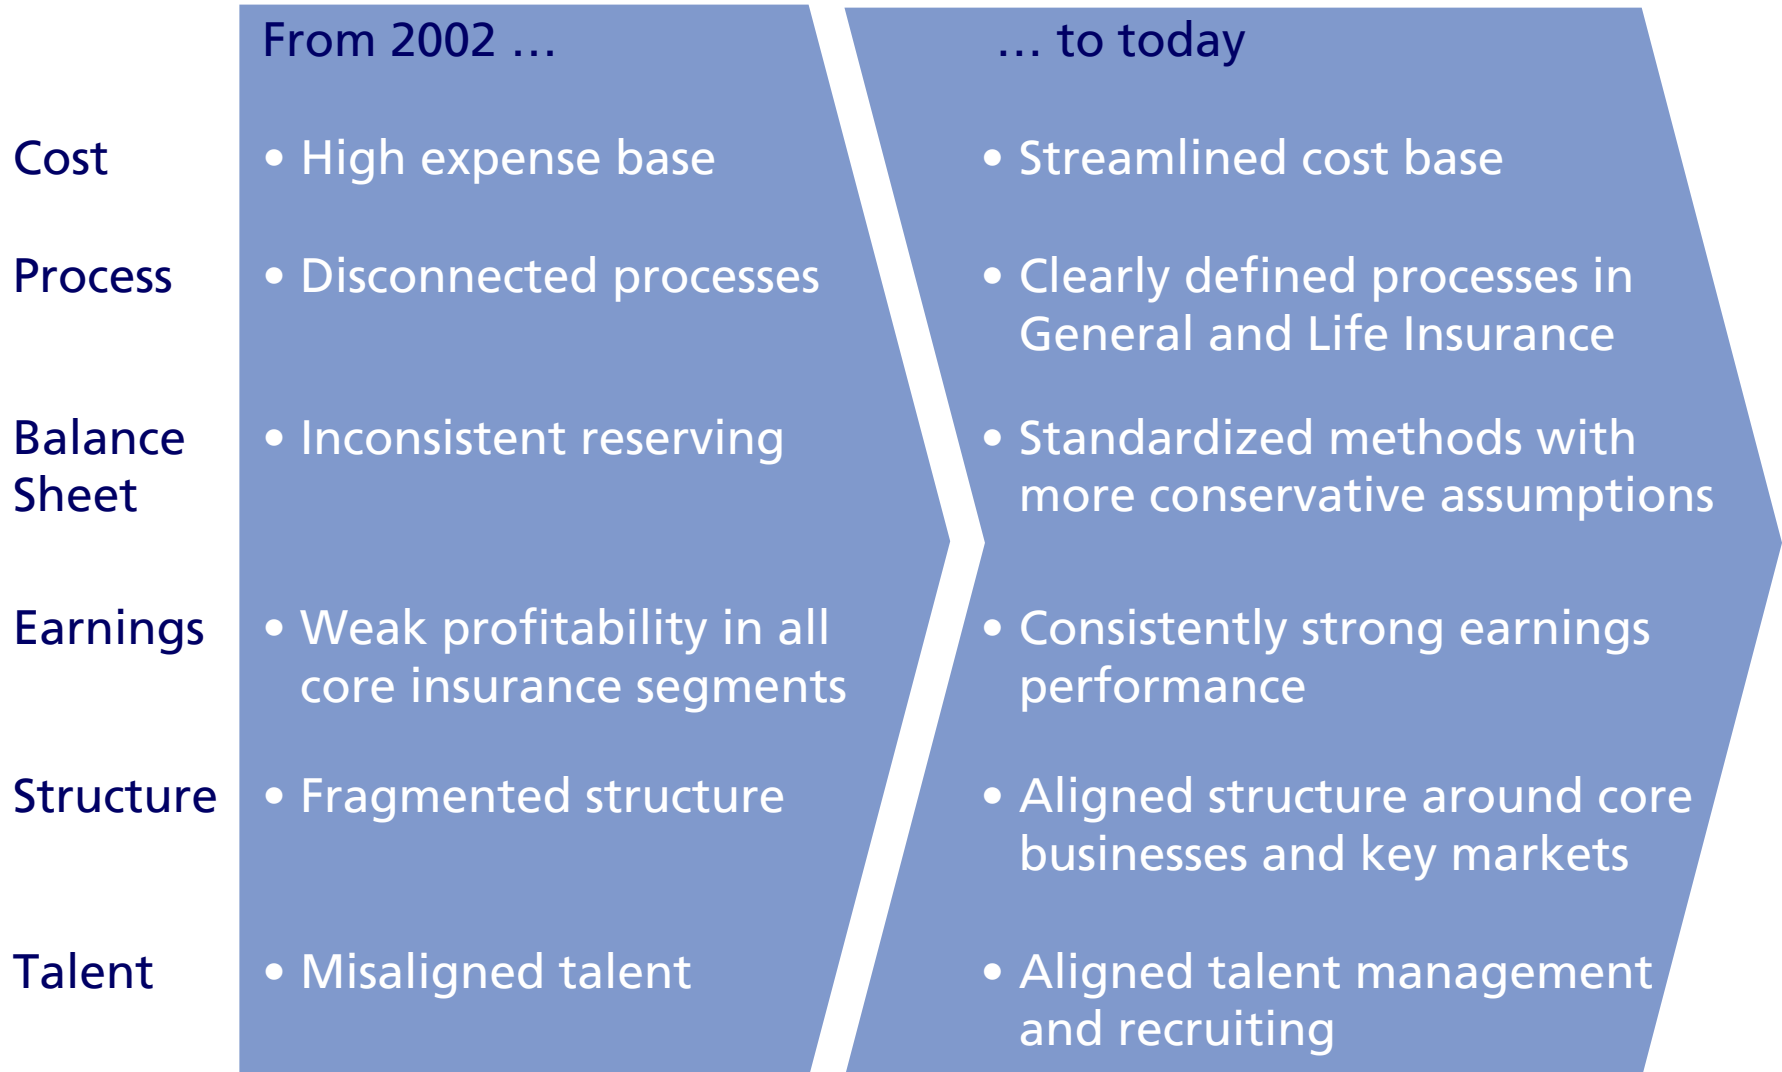 From 2002 …
… to today
Cost
• High expense base
• Streamlined cost base
Process
• Disconnected processes
• Clearly defined processes in
General and Life Insurance
Balance
Sheet
• Inconsistent reserving
• Standardized methods with
more conservative assumptions
Earnings
• Weak profitability in all
core insurance segments
• Consistently strong earnings
performance
Structure
• Fragmented structure
• Aligned structure around core
businesses and key markets
Talent
• Misaligned talent
• Aligned talent management
and recruiting